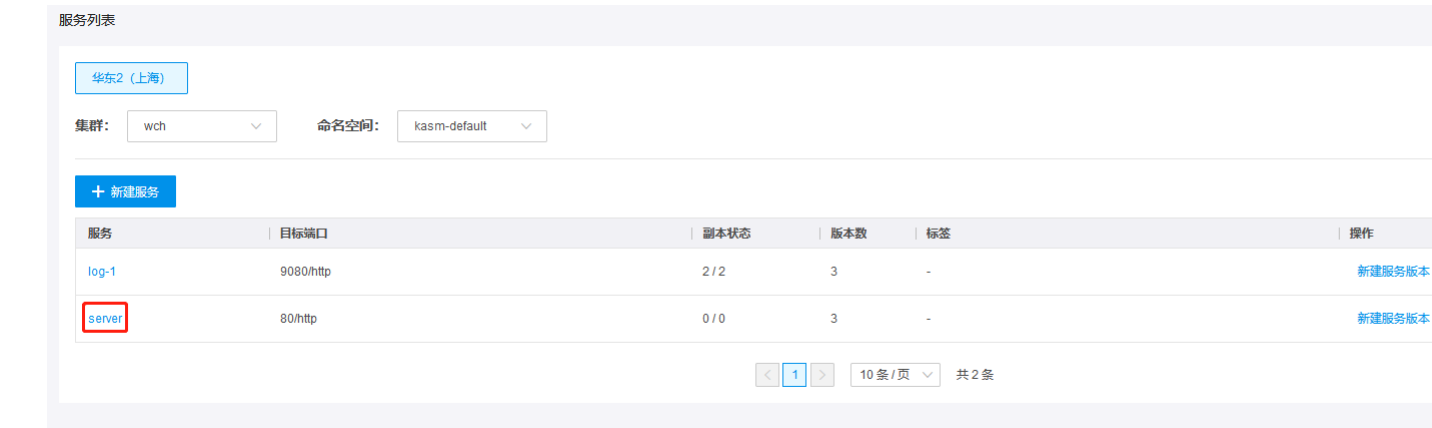 服务列表
华东2（上海）
集群： wch 命名空间： kasm-default
+ 新建服务
服务 目标端口 副本状态 版本数 标签 操作
log-1 9080/http 2 / 2 3 - 新建服务版本
server 80/http 0 / 0 3 - 新建服务版本
< 1 > 10 条 / 页 共 2 条